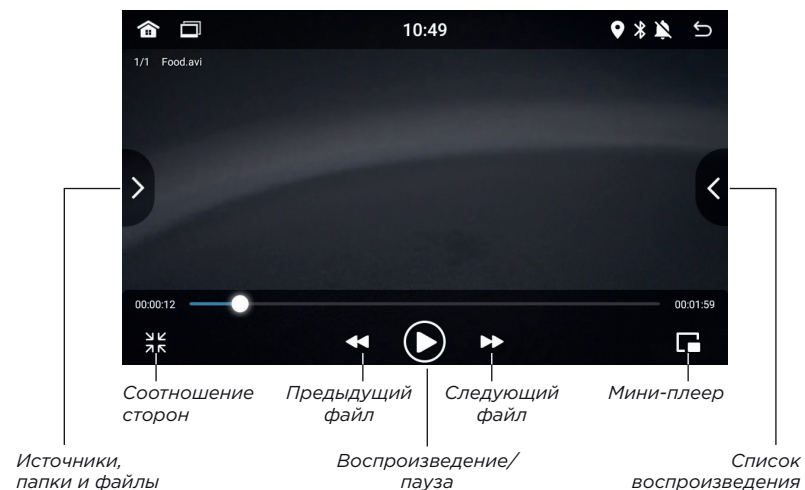 10:49
1/1 Food.avi
00:00:12
00:01:59
Соотношение
сторон
Предыдущий
файл
Следующий
файл
Мини-плеер
Источники,
папки и файлы
Воспроизведение/
пауза
Список
воспроизведения